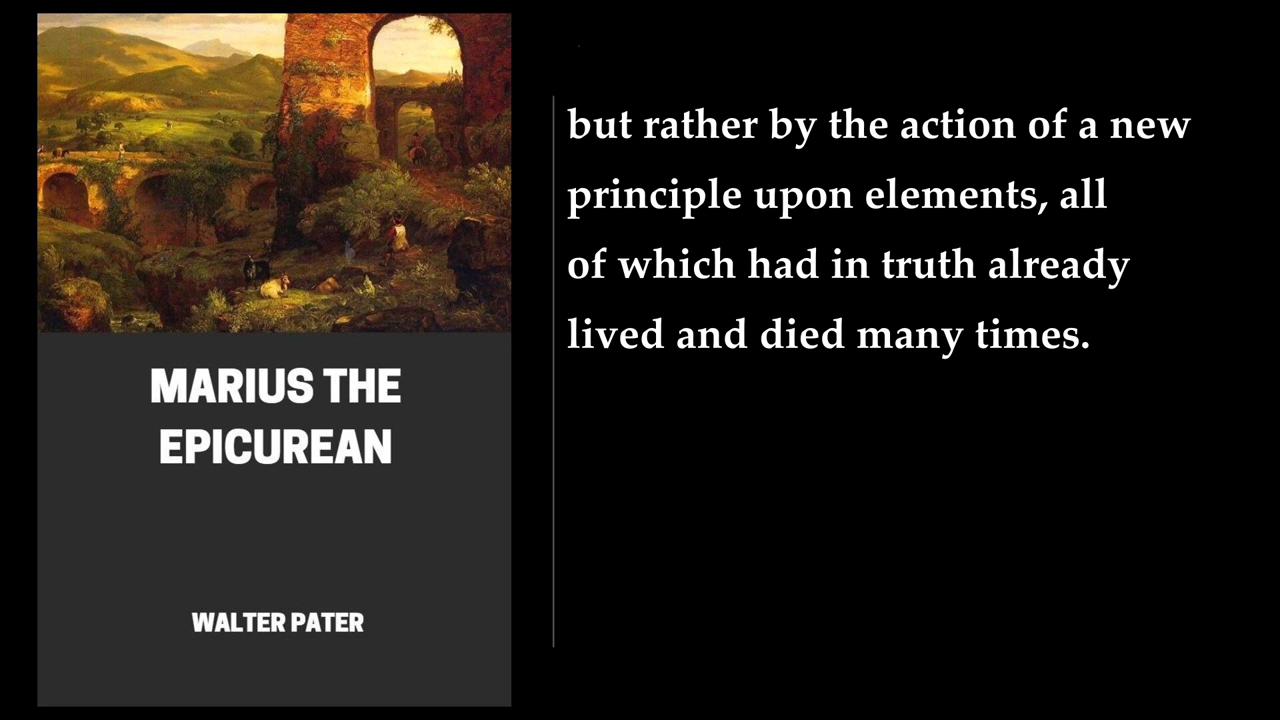 MARIUS THE
EPICUREAN
WALTER PATER
but rather by the action of a new
principle upon elements, all
of which had in truth already
lived and died many times.